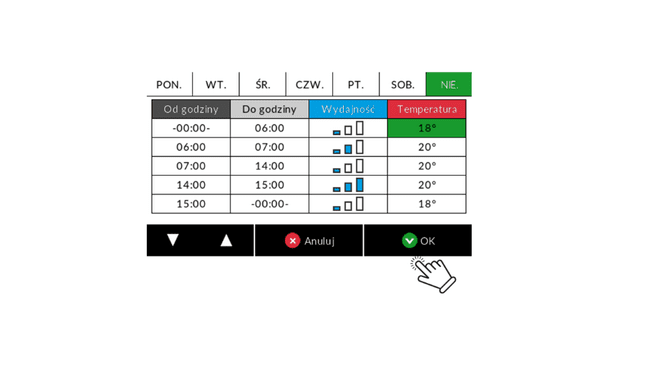 PON. WT. ŚR. CZW. PT. SOB. NIE.
Od godziny Do godziny Wydajność Temperatura
-00:00- 06:00 18°
06:00 07:00 20°
07:00 14:00 20°
14:00 15:00 20°
15:00 -00:00- 18°
Anuluj OK